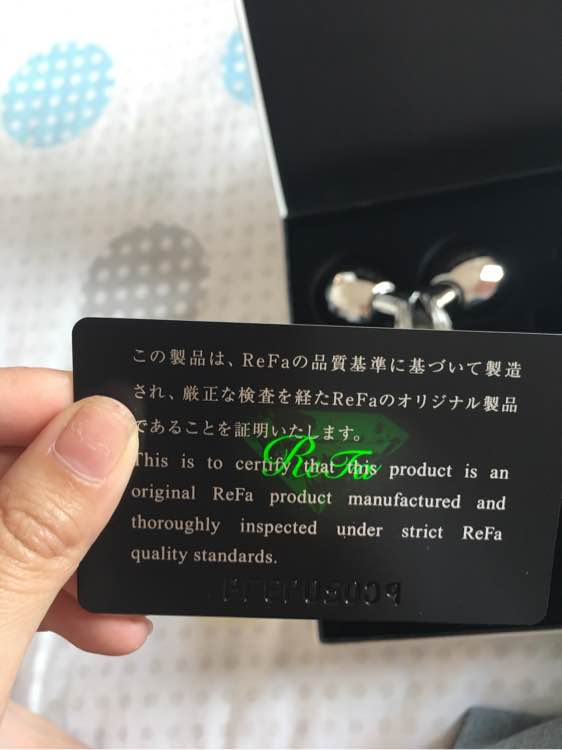 この製品は、ReFaの品質基準に基づいて製造
され、厳正な検査を経たReFaのオリジナル製品
であることを証明いたします。
ReFa
This is to certify that this product is an
original ReFa product manufactured and
thoroughly inspected under strict ReFa
quality standards.